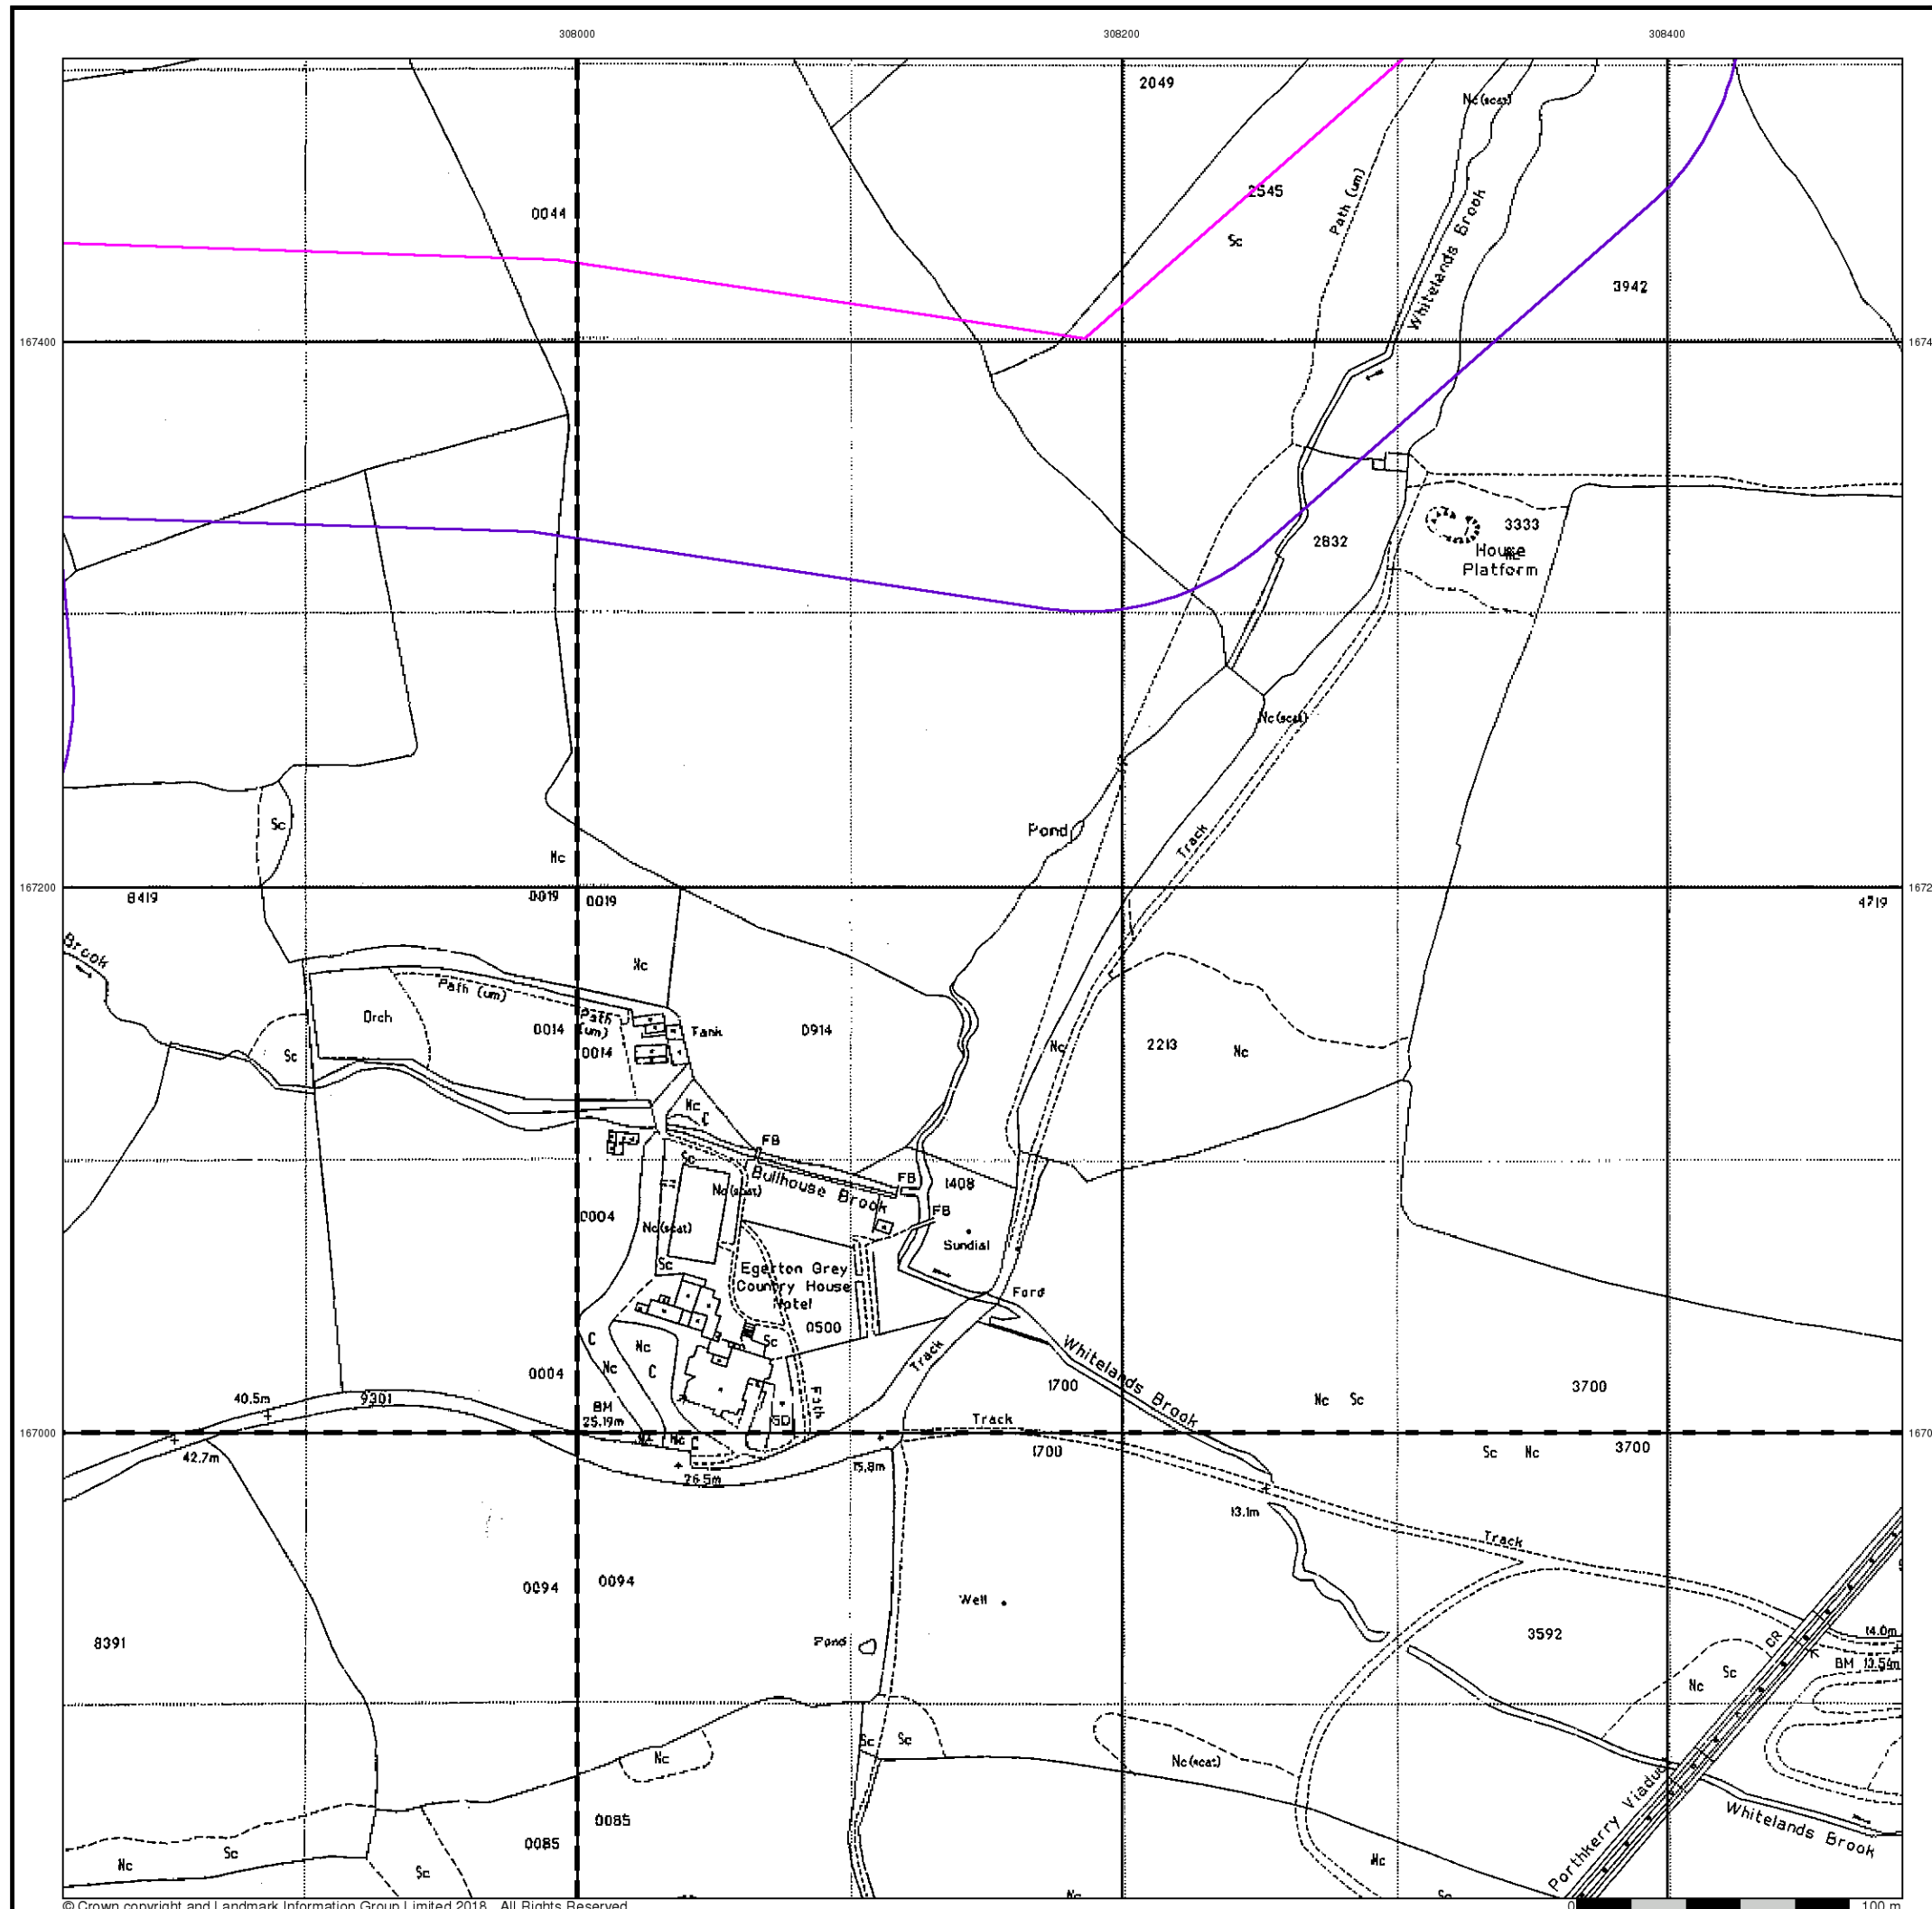 308000
308200
308400
2049
Nc (scat)
2545
Path (um)
0044
Sc
Whitelands Brook
3942
167400
1674
3333
2832
House
Nc
Platform
Nc (scat)
Sc
Pond
Track
Nc
167200
1672
8419
0019
0019
4719
Brook
Nc
Path (um)
Orch
Path
(um)
Tank
0014
0914
0014
Nc
2213
Nc
Sc
Nc
C
FB
Sc
Bullhouse Brook
FB
1408
Nc (scat)
0004
Nc (scat)
FB
Sundial
Sc
Egerton Grey
Country House
Hotel
Ford
0500
C
Nc
Sc
Whitelands Brook
Track
Nc
C
0004
40.5m
9301
Path
1700
3700
Nc
Sc
BM
25.19m
SD
Track
167000
1670
Nc
C
42.7m
26.5m
15.8m
1700
Sc
Nc
3700
13.1m
Track
0094
0094
Well
8391
Pond
3592
CR
14.0m
BM 13.54m
Nc
Sc
Nc
Sc
Sc
Nc (scat)
Porthkerry Viaduct
Whitelands Brook
0085
0085
Sc
Nc
Sc
Nc
Nc
Sc
© Crown copyright and Landmark Information Group Limited 2018. All Rights Reserved.
0
100 m